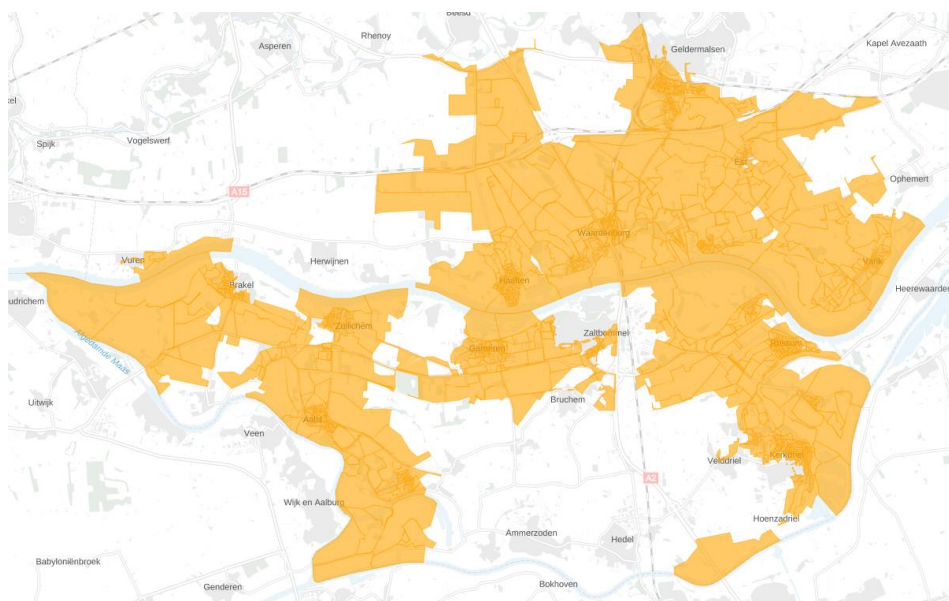 Beesd
Rhenoy
Asperen
Geldermalsen
Kapel Avezaath
Spijk
Vogelswerf
Est
Ophemert
A15
Waardenburg
Vuren
Herwijnen
Varik
Brakel
Haaften
Heerewaarden
oudrichem
Zuilichem
Zaltbommel
Gameren
Rossum
Afgedamde Maas
Uitwijk
Bruchem
Aalst
Veen
Velddriel
Kerkdriel
A2
Wijk en Aalburg
Hoenzadriel
Ammerzoden
Hedel
Babyloniënbroek
Genderen
Bokhoven